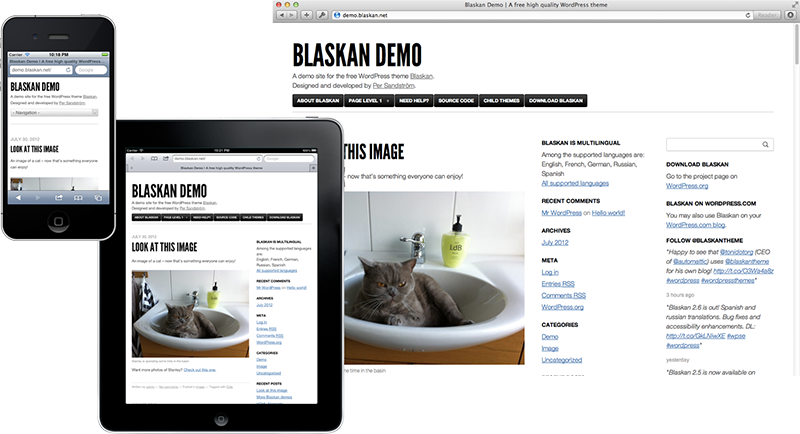 Blaskan Demo | A free high quality WordPress theme
demo.blaskan.net
Reader
BLASKAN DEMO
A demo site for the free WordPress theme Blaskan.
Designed and developed by Per Sandström.
ABOUT BLASKAN
PAGE LEVEL 1
NEED HELP?
SOURCE CODE
CHILD THEMES
DOWNLOAD BLASKAN
THIS IMAGE
- now that's something everyone can enjoy!
LdB
time in the basin
BLASKAN IS MULTILINGUAL
Among the supported languages are:
English, French, German, Russian,
Spanish
All supported languages
RECENT COMMENTS
Mr WordPress on Hello world!
ARCHIVES
July 2012
META
Log in
Entries RSS
Comments RSS
WordPress.org
CATEGORIES
Demo
Image
Uncategorized
DOWNLOAD BLASKAN
Go to the project page on
WordPress.org
BLASKAN ON WORDPRESS.COM
You may also use Blaskan on your
WordPress.com blog.
FOLLOW @BLASKANTHEME
"Happy to see that @tonidotorg (CEO
of @automattic) uses @blaskantheme
for his own blog! http://t.co/Q3Wa4a8z
#wordpress #wordpressthemes"
3 hours ago
"Blaskan 2.6 is out! Spanish and
russian translations. Bug fixes and
accessibility enhancements. DL:
http://t.co/GkLNiwXE #wpse
#wordpress"
yesterday
"Blaskan 2.5 is now available on
10:18 PM
Blaskan Demo | A free high quality WordPress...
demo.blaskan.net/
Google
BLASKAN DEMO
A demo site for the free WordPress theme Blaskan.
Designed and developed by Per Sandström.
- Navigation -
JULY 30, 2012
LOOK AT THIS IMAGE
An image of a cat – now that's something everyone
can enjoy!
10:21 PM
demo.blaskan.net/
Google
Blaskan Demo | A free high quality WordPress theme
BLASKAN DEMO
A demo site for the free WordPress theme Blaskan.
Designed and developed by Per Sandström.
ABOUT BLASKAN
PAGE LEVEL 1
NEED HELP?
SOURCE CODE
CHILD THEMES
DOWNLOAD BLASKAN
JULY 30, 2012
LOOK AT THIS IMAGE
An image of a cat – now that's something everyone can enjoy!
Stanley is spending some time in the basin
Want more photos of Stanley? Check out this one.
BLASKAN IS MULTILINGUAL
Among the supported languages
are:
English, French, German,
Russian, Spanish
All supported languages
RECENT COMMENTS
Mr WordPress on Hello world!
ARCHIVES
July 2012
META
Log in
Entries RSS
Comments RSS
WordPress.org
CATEGORIES
Demo
Image
Uncategorized
RECENT POSTS
Look at this image
More Blaskan demos